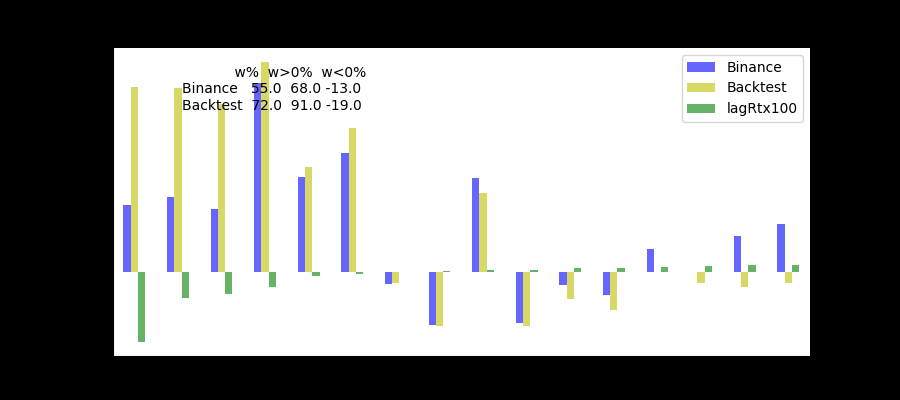 w% w>0% w<0%
Binance 55.0 68.0 -13.0
Backtest 72.0 91.0 -19.0
Binance
Backtest
lagRtx100